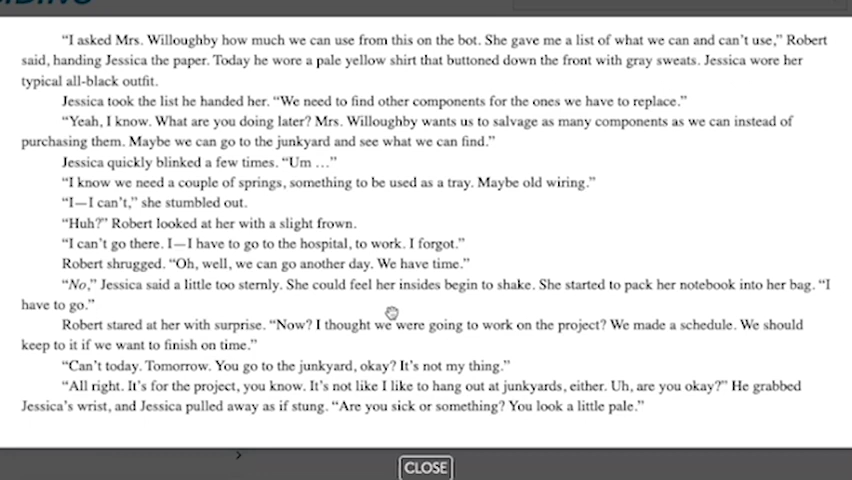 “I asked Mrs. Willoughby how much we can use from this on the bot. She gave me a list of what we can and can’t use,” Robert
said, handing Jessica the paper. Today he wore a pale yellow shirt that buttoned down the front with gray sweats. Jessica wore her
typical all-black outfit.
Jessica took the list he handed her. “We need to find other components for the ones we have to replace.”
“Yeah, I know. What are you doing later? Mrs. Willoughby wants us to salvage as many components as we can instead of
purchasing them. Maybe we can go to the junkyard and see what we can find.”
Jessica quickly blinked a few times. “Um …”
“I know we need a couple of springs, something to be used as a tray. Maybe old wiring.”
“I—I can’t,” she stumbled out.
“Huh?” Robert looked at her with a slight frown.
“I can’t go there. I—I have to go to the hospital, to work. I forgot.”
Robert shrugged. “Oh, well, we can go another day. We have time.”
“No,” Jessica said a little too sternly. She could feel her insides begin to shake. She started to pack her notebook into her bag. “I
have to go.”
Robert stared at her with surprise. “Now? I thought we were going to work on the project? We made a schedule. We should
keep to it if we want to finish on time.”
“Can’t today. Tomorrow. You go to the junkyard, okay? It’s not my thing.”
“All right. It’s for the project, you know. It’s not like I like to hang out at junkyards, either. Uh, are you okay?” He grabbed
Jessica’s wrist, and Jessica pulled away as if stung. “Are you sick or something? You look a little pale.”
CLOSE